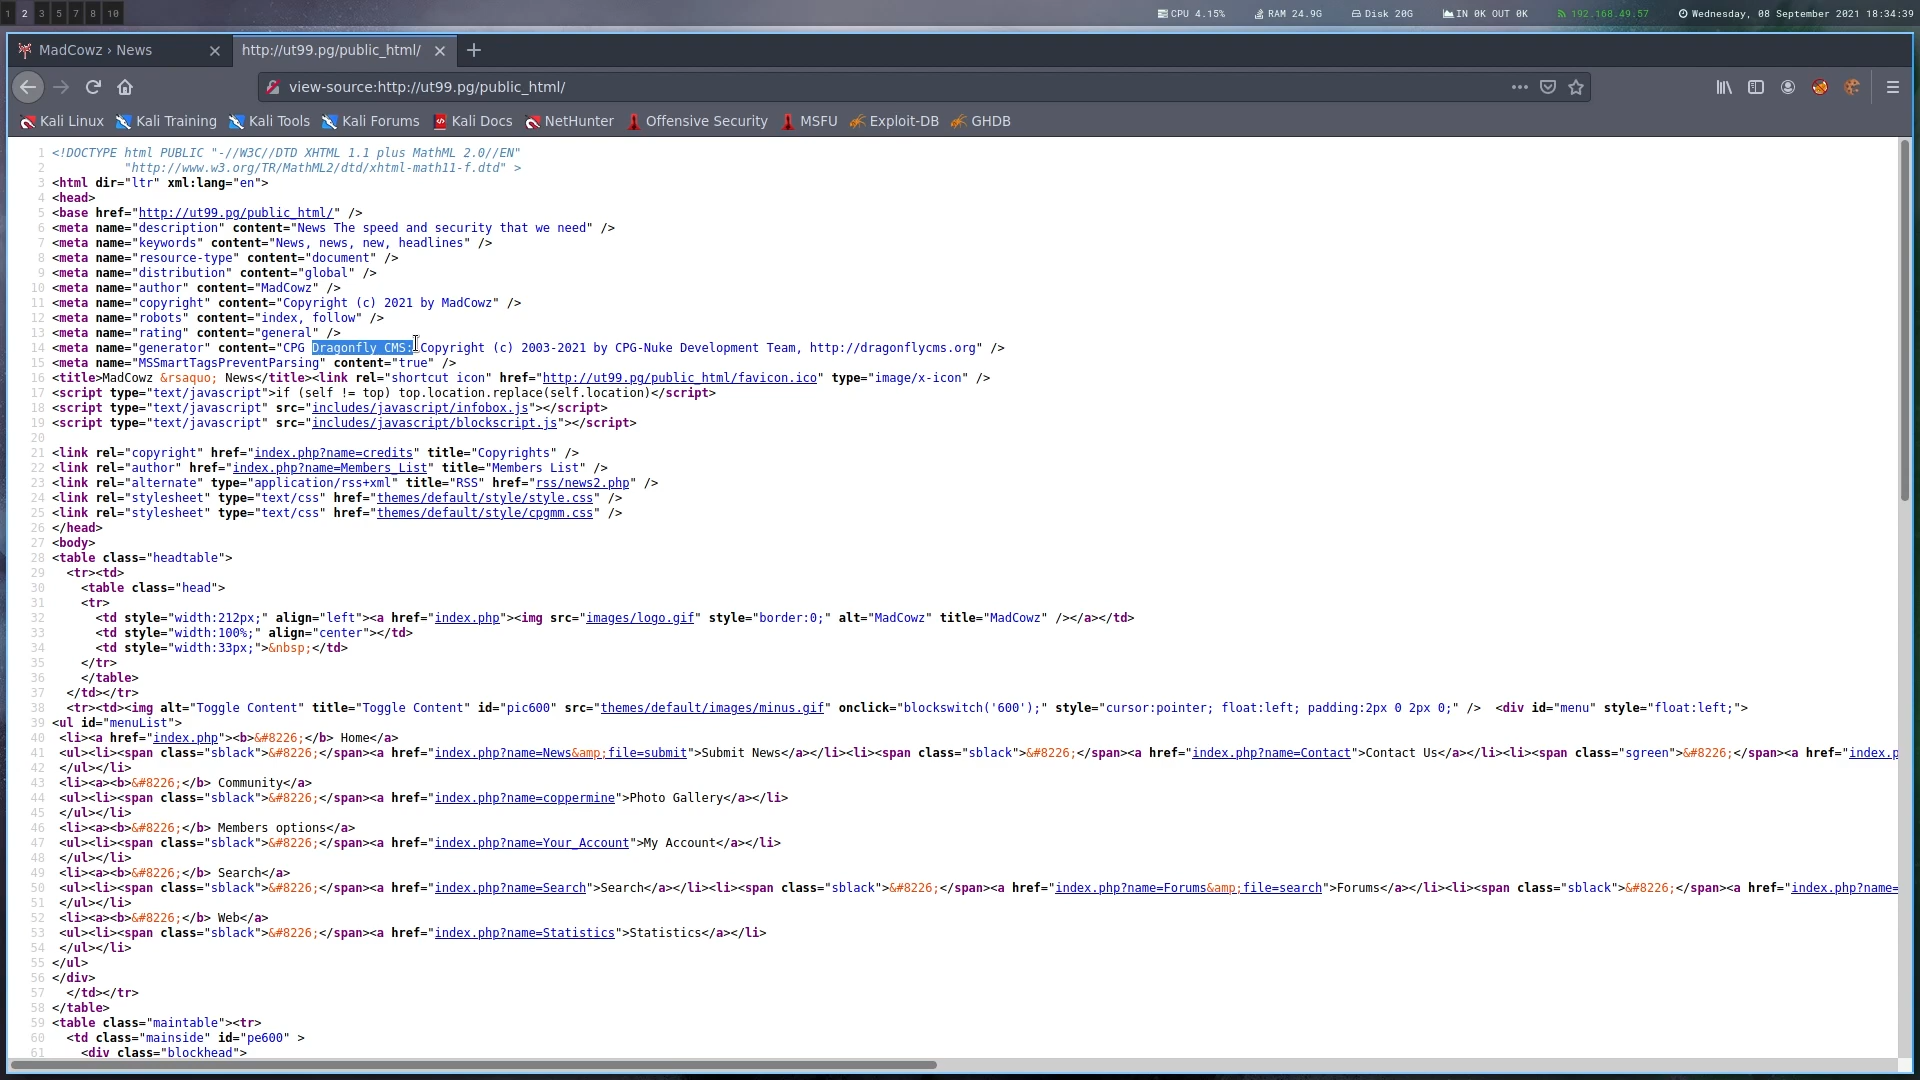 1 2 3 5 7 8 10 CPU 4.15% RAM 24.9G Disk 20G IN 0K OUT 0K 192.168.49.57 Wednesday, 08 September 2021 18:34:39
MadCowz › News http://ut99.pg/public_html/
view-source:http://ut99.pg/public_html/
Kali Linux Kali Training Kali Tools Kali Forums Kali Docs NetHunter Offensive Security MSFU Exploit-DB GHDB
1 <!DOCTYPE html PUBLIC "-//W3C//DTD XHTML 1.1 plus MathML 2.0//EN"
2 "http://www.w3.org/TR/MathML2/dtd/xhtml-math11-f.dtd" >
3 <html dir="ltr" xml:lang="en">
4 <head>
5 <base href="http://ut99.pg/public_html/" />
6 <meta name="description" content="News The speed and security that we need" />
7 <meta name="keywords" content="News, news, new, headlines" />
8 <meta name="resource-type" content="document" />
9 <meta name="distribution" content="global" />
10 <meta name="author" content="MadCowz" />
11 <meta name="copyright" content="Copyright (c) 2021 by MadCowz" />
12 <meta name="robots" content="index, follow" />
13 <meta name="rating" content="general" />
14 <meta name="generator" content="CPG Dragonfly CMS: Copyright (c) 2003-2021 by CPG-Nuke Development Team, http://dragonflycms.org" />
15 <meta name="MSSmartTagsPreventParsing" content="true" />
16 <title>MadCowz &rsaquo; News</title><link rel="shortcut icon" href="http://ut99.pg/public_html/favicon.ico" type="image/x-icon" />
17 <script type="text/javascript">if (self != top) top.location.replace(self.location)</script>
18 <script type="text/javascript" src="includes/javascript/infobox.js"></script>
19 <script type="text/javascript" src="includes/javascript/blockscript.js"></script>
20
21 <link rel="copyright" href="index.php?name=credits" title="Copyrights" />
22 <link rel="author" href="index.php?name=Members_List" title="Members List" />
23 <link rel="alternate" type="application/rss+xml" title="RSS" href="rss/news2.php" />
24 <link rel="stylesheet" type="text/css" href="themes/default/style/style.css" />
25 <link rel="stylesheet" type="text/css" href="themes/default/style/cpgmm.css" />
26 </head>
27 <body>
28 <table class="headtable">
29 <tr><td>
30 <table class="head">
31 <tr>
32 <td style="width:212px;" align="left"><a href="index.php"><img src="images/logo.gif" style="border:0;" alt="MadCowz" title="MadCowz" /></a></td>
33 <td style="width:100%;" align="center"></td>
34 <td style="width:33px;">&nbsp;</td>
35 </tr>
36 </table>
37 </td></tr>
38 <tr><td><img alt="Toggle Content" title="Toggle Content" id="pic600" src="themes/default/images/minus.gif" onclick="blockswitch('600');" style="cursor:pointer; float:left; padding:2px 0 2px 0;" /> <div id="menu" style="float:left;">
39 <ul id="menuList">
40 <li><a href="index.php"><b>&#8226;</b> Home</a>
41 <ul><li><span class="sblack">&#8226;</span><a href="index.php?name=News&amp;file=submit">Submit News</a></li><li><span class="sblack">&#8226;</span><a href="index.php?name=Contact">Contact Us</a></li><li><span class="sgreen">&#8226;</span><a href="index.p
42 </ul></li>
43 <li><a><b>&#8226;</b> Community</a>
44 <ul><li><span class="sblack">&#8226;</span><a href="index.php?name=coppermine">Photo Gallery</a></li>
45 </ul></li>
46 <li><a><b>&#8226;</b> Members options</a>
47 <ul><li><span class="sblack">&#8226;</span><a href="index.php?name=Your_Account">My Account</a></li>
48 </ul></li>
49 <li><a><b>&#8226;</b> Search</a>
50 <ul><li><span class="sblack">&#8226;</span><a href="index.php?name=Search">Search</a></li><li><span class="sblack">&#8226;</span><a href="index.php?name=Forums&amp;file=search">Forums</a></li><li><span class="sblack">&#8226;</span><a href="index.php?name=
51 </ul></li>
52 <li><a><b>&#8226;</b> Web</a>
53 <ul><li><span class="sblack">&#8226;</span><a href="index.php?name=Statistics">Statistics</a></li>
54 </ul></li>
55 </ul>
56 </div>
57 </td></tr>
58 </table>
59 <table class="maintable"><tr>
60 <td class="mainside" id="pe600" >
61 <div class="blockhead">